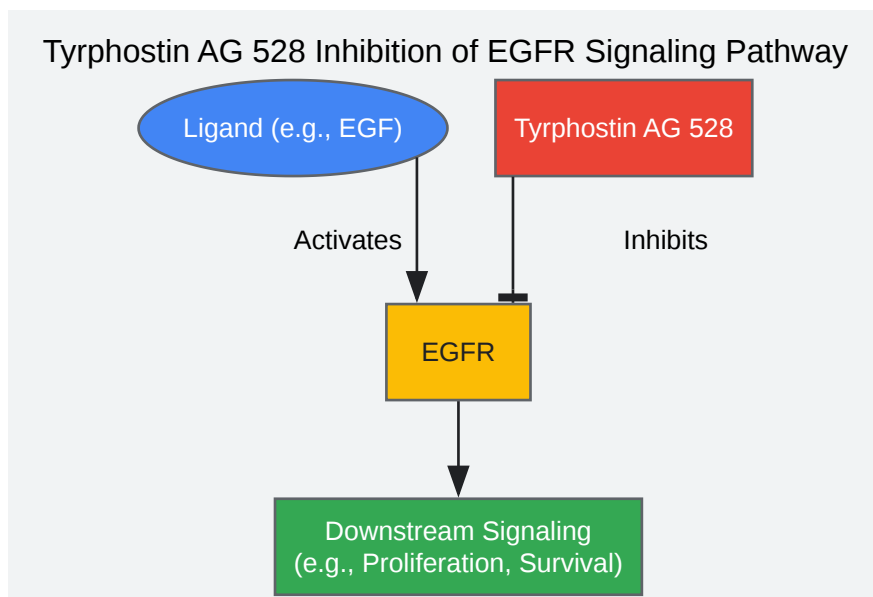 Tyrphostin AG 528 Inhibition of EGFR Signaling Pathway
Ligand (e.g., EGF)
Tyrphostin AG 528
Activates
Inhibits
EGFR
Downstream Signaling
(e.g., Proliferation, Survival)